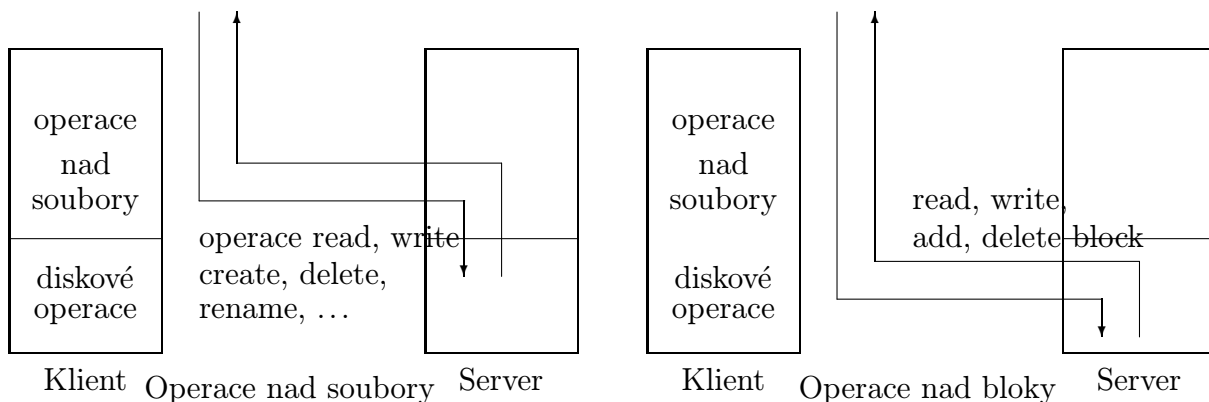 operace
nad
soubory
diskové
operace
operace read, write
create, delete,
rename, …
Klient
Operace nad soubory
Server
operace
nad
soubory
diskové
operace
read, write,
add, delete block
Klient
Operace nad bloky
Server